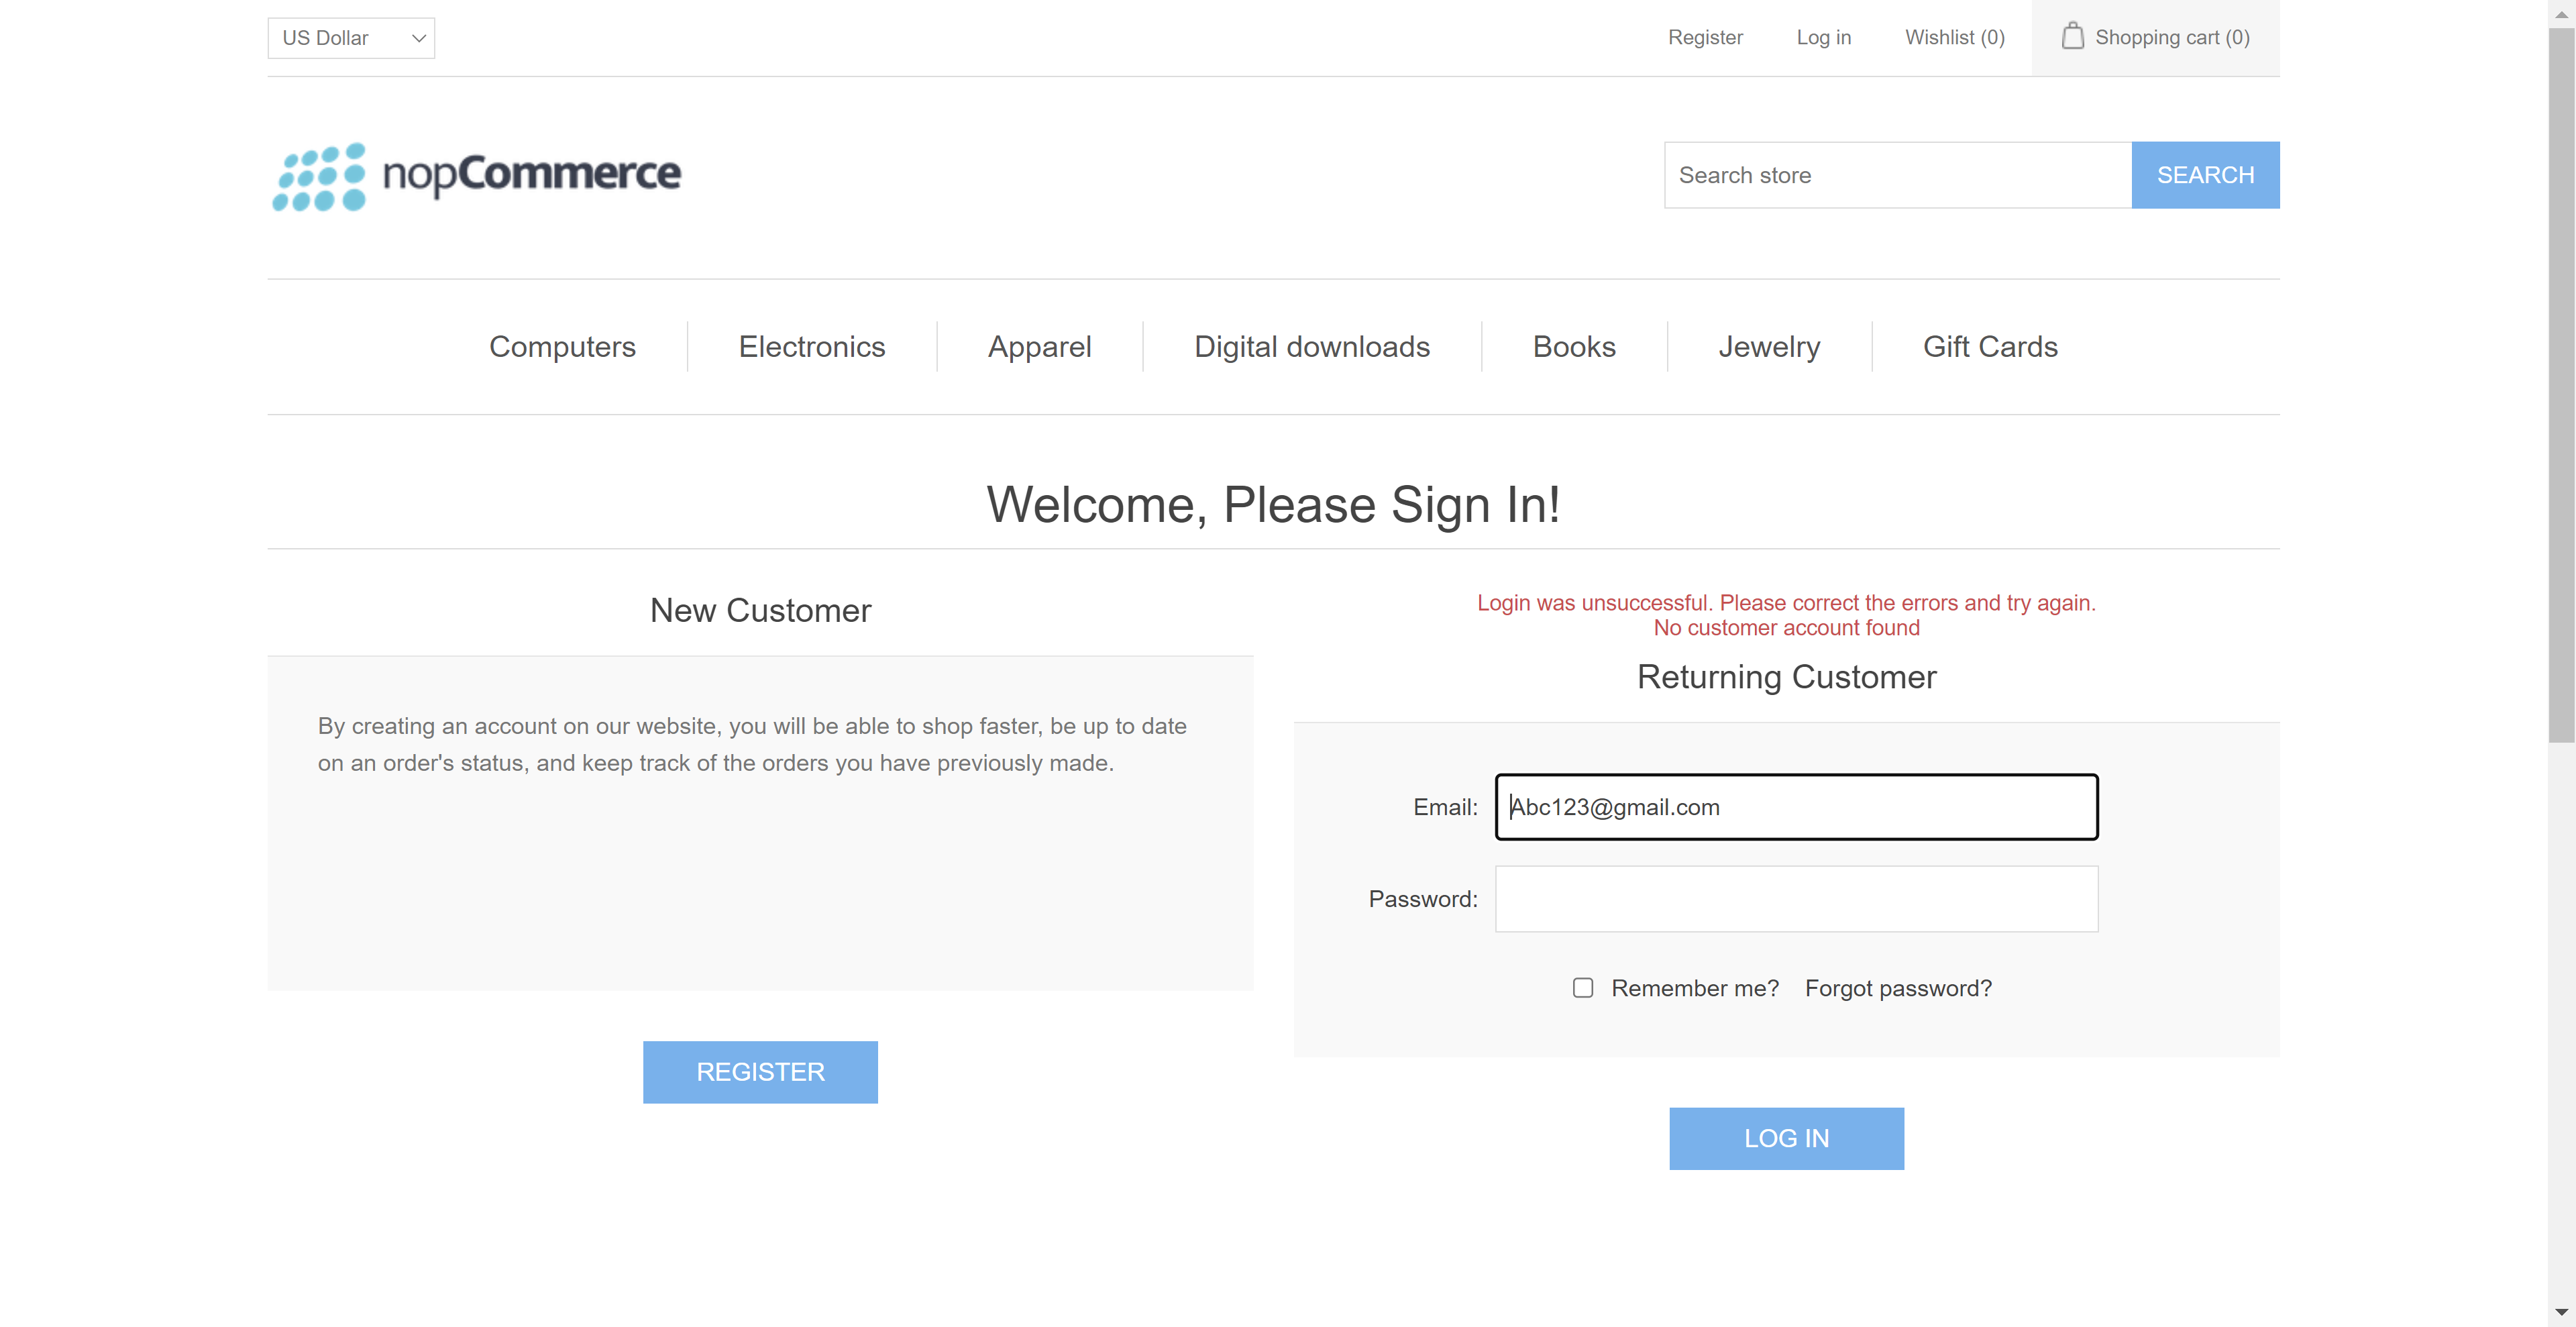 US Dollar
Register Log in Wishlist (0) Shopping cart (0)
nopCommerce
Search store SEARCH
Computers Electronics Apparel Digital downloads Books Jewelry Gift Cards
Welcome, Please Sign In!
New Customer
By creating an account on our website, you will be able to shop faster, be up to date
on an order's status, and keep track of the orders you have previously made.
REGISTER
Login was unsuccessful. Please correct the errors and try again.
No customer account found
Returning Customer
Email: Abc123@gmail.com
Password:
Remember me? Forgot password?
LOG IN